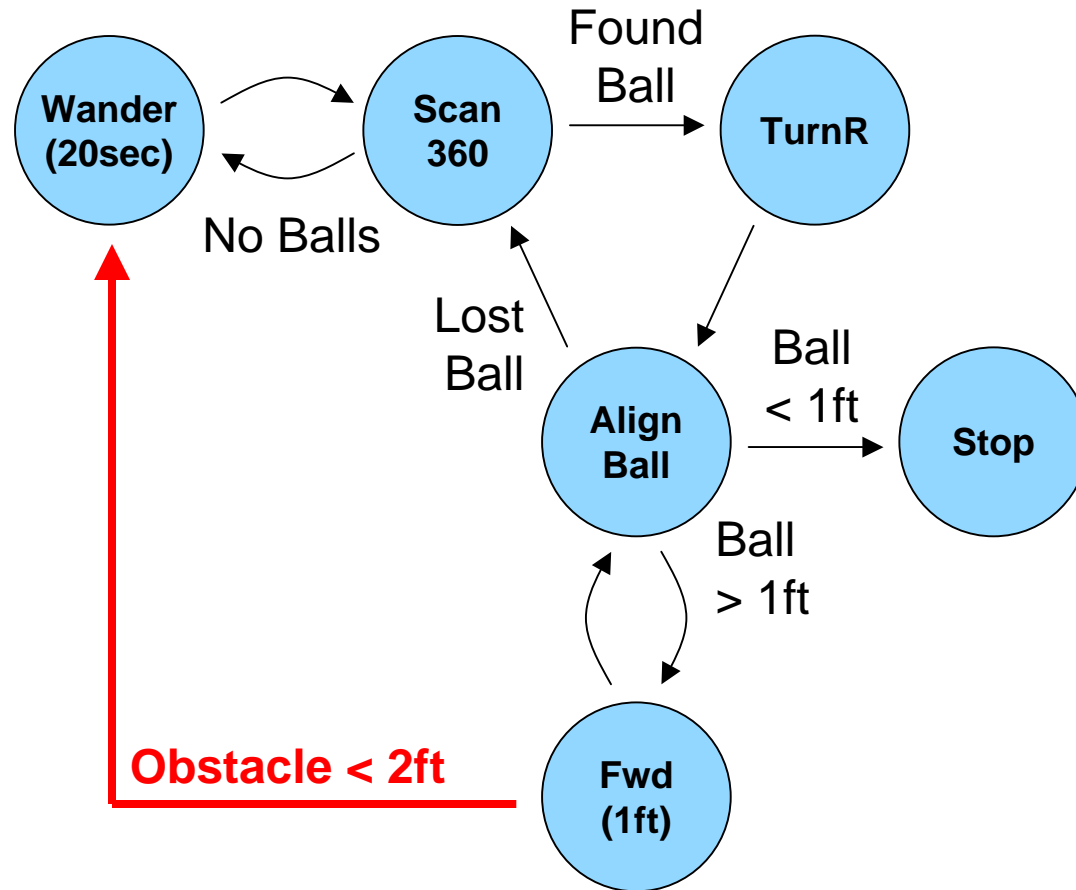 Found
Ball
Wander
(20sec)
Scan
360
TurnR
No Balls
Lost
Ball
Ball
< 1ft
Align
Ball
Stop
Ball
> 1ft
Obstacle < 2ft
Fwd
(1ft)